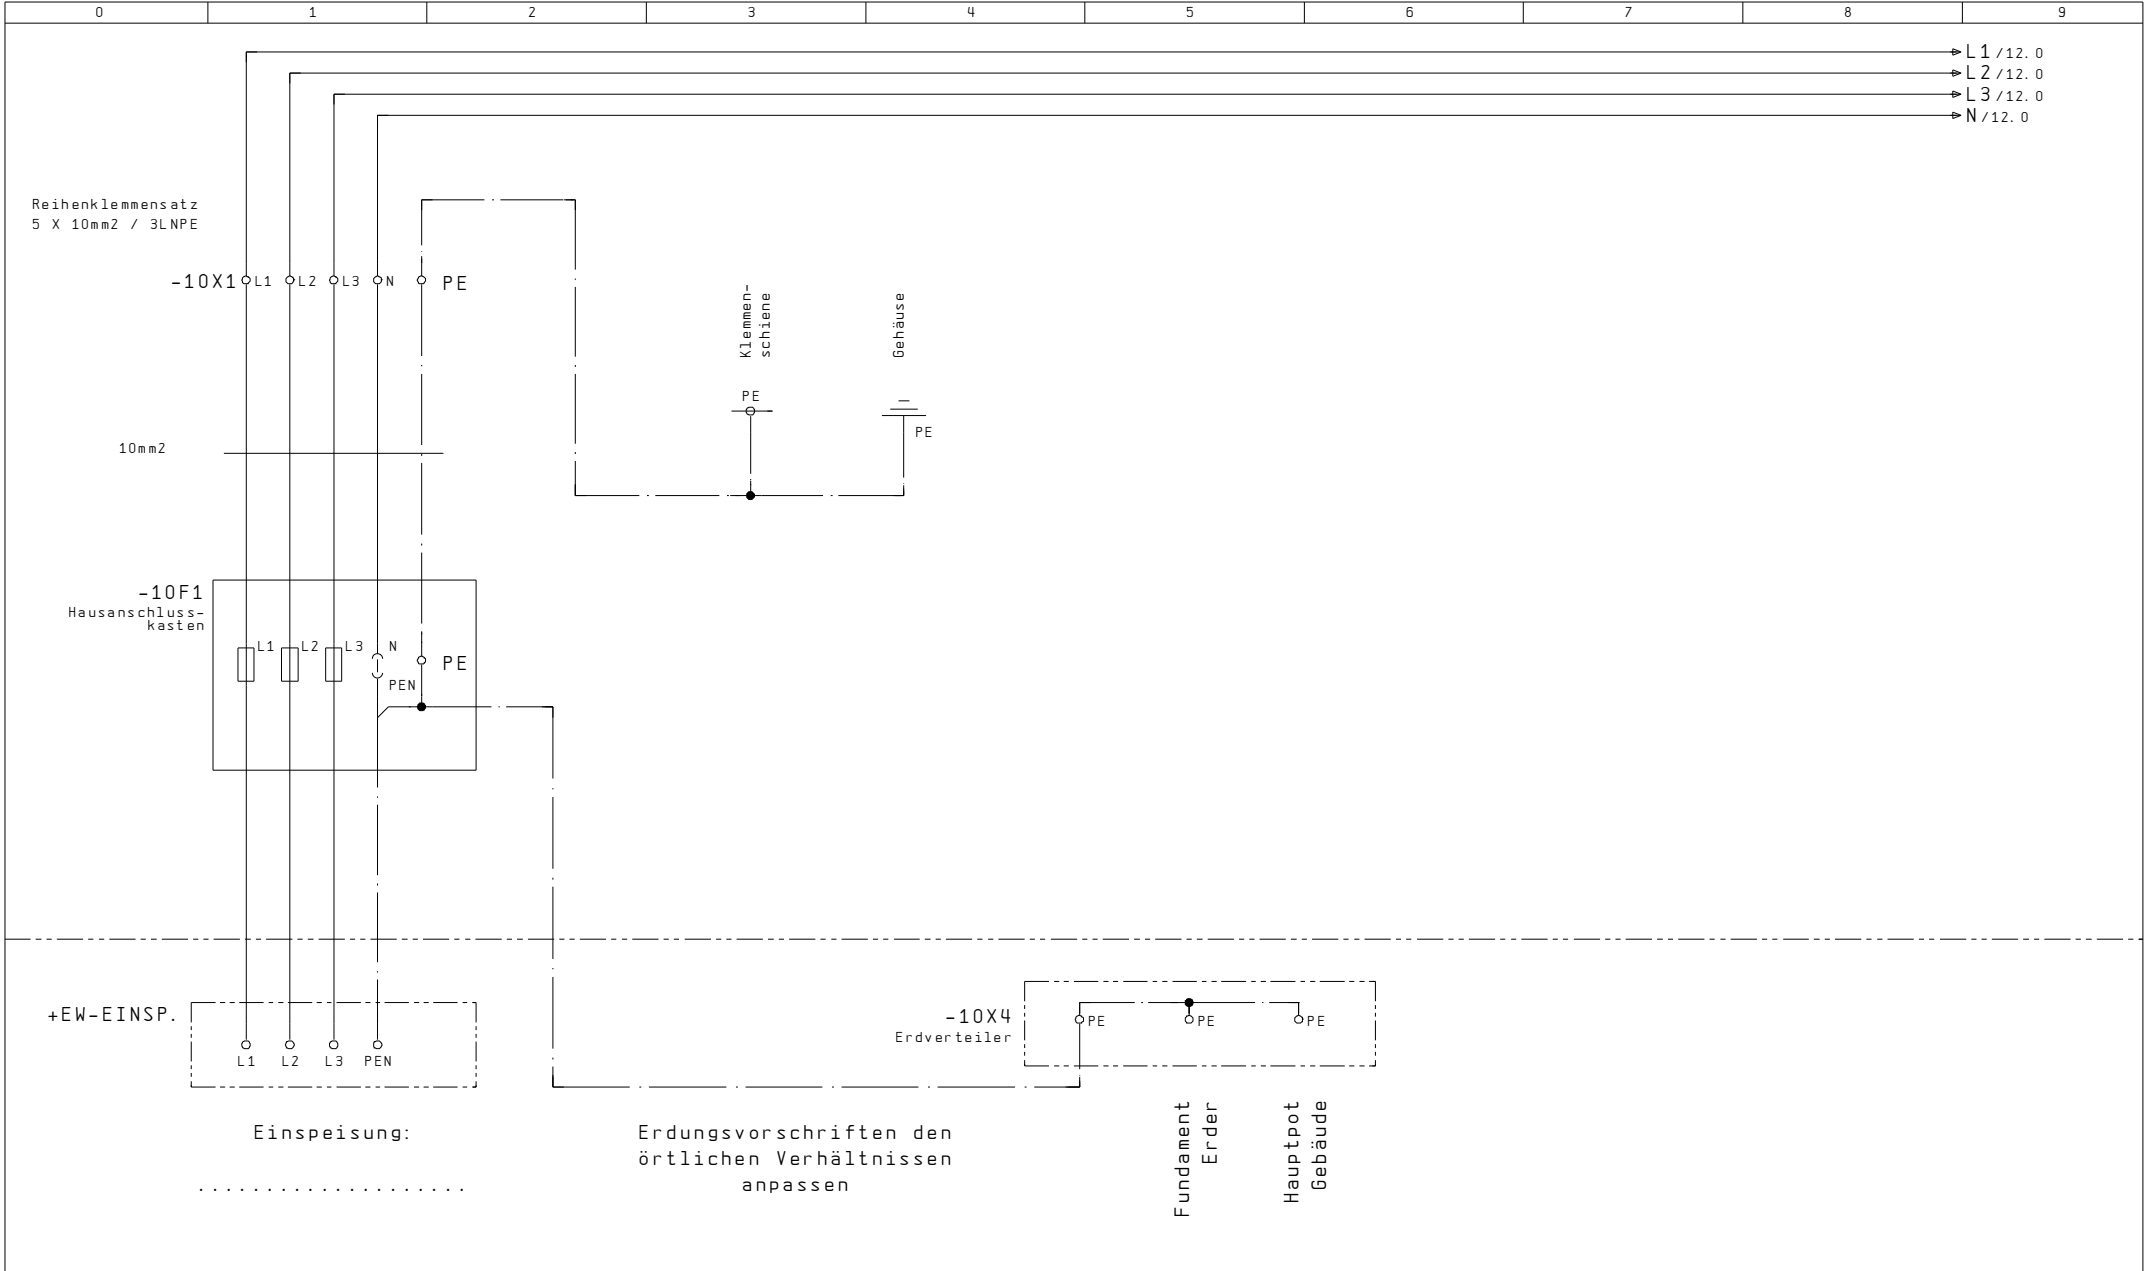 0 1 2 3 4 5 6 7 8 9
L1/12.0
L2/12.0
L3/12.0
N/12.0
Reihenklemmensatz
5 X 10mm2 / 3LNPE
-10X1 L1 L2 L3 N PE
Klemmen-
schiene
Gehäuse
PE
PE
10mm2
-10F1
Hausanschluss-
kasten
L1 L2 L3 N PE
PEN
+EW-EINSP.
L1 L2 L3 PEN
-10X4
Erdverteiler
PE PE PE
Einspeisung:
....................
Erdungsvorschriften den
örtlichen Verhältnissen
anpassen
Fundament
Erder
Hauptpot
Gebäude